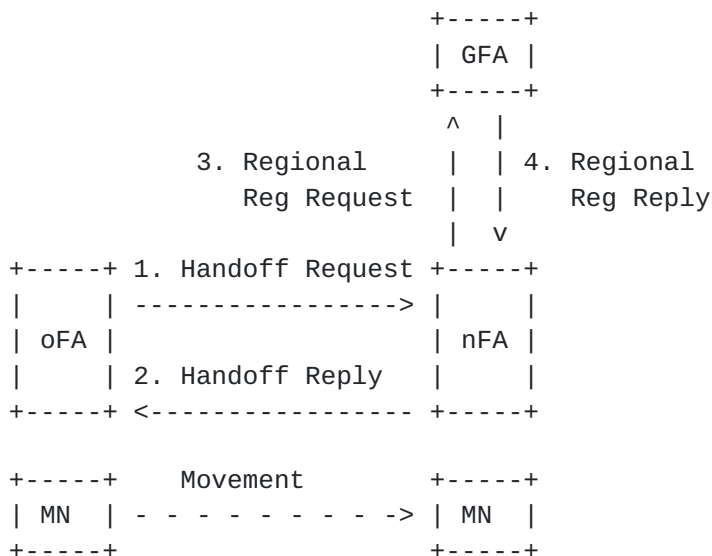 GFA
3. Regional 4. Regional
Reg Request Reg Reply
1. Handoff Request
oFA nFA
2. Handoff Reply
Movement
MN MN